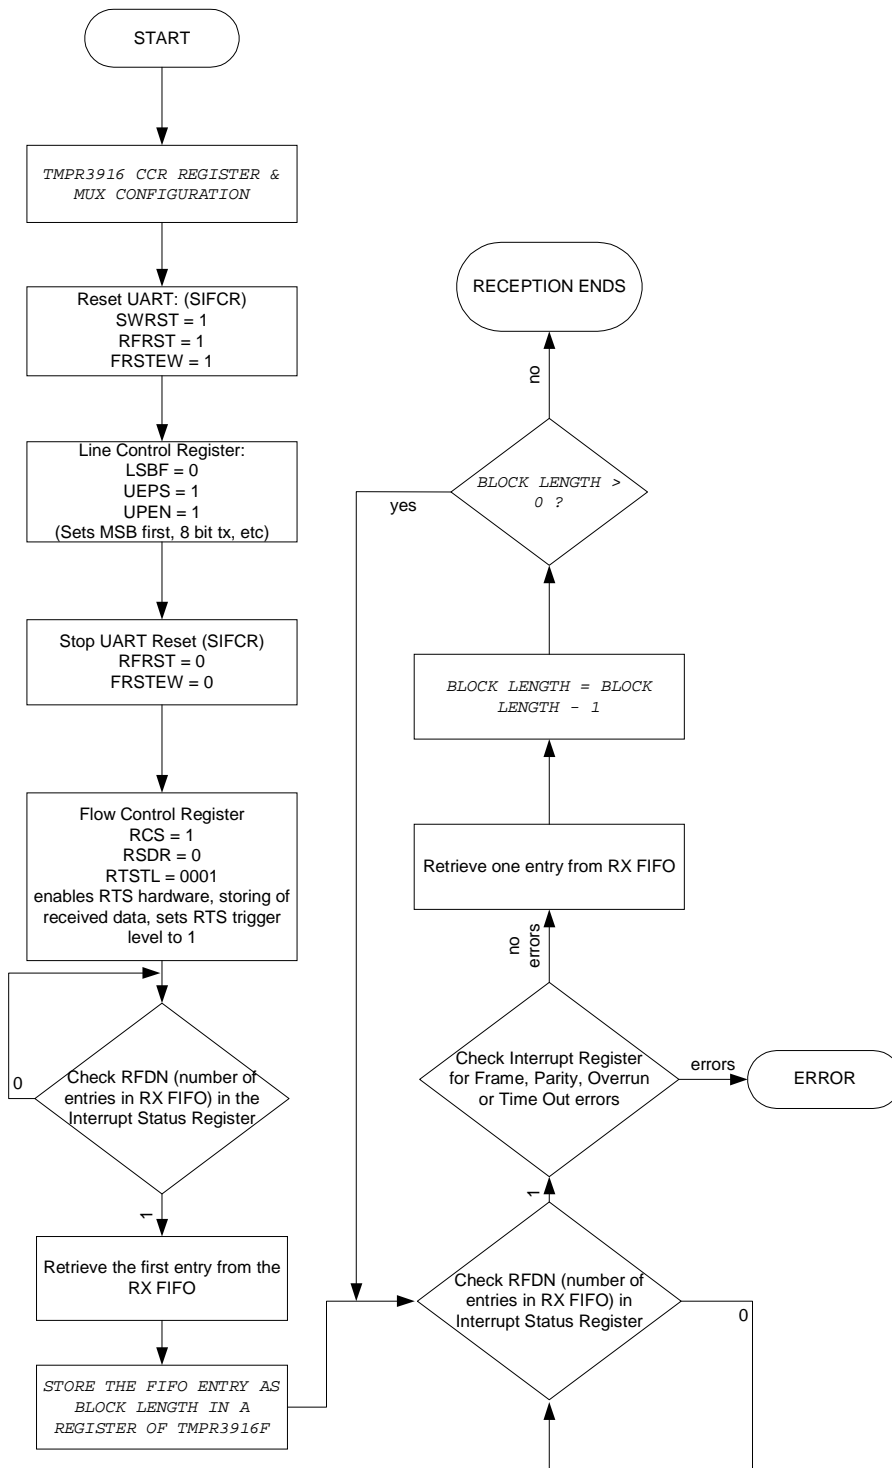 START
TMPR3916 CCR REGISTER &
MUX CONFIGURATION
Reset UART: (SIFCR)
SWRST = 1
RFRST = 1
FRSTEW = 1
Line Control Register:
LSBF = 0
UEPS = 1
UPEN = 1
(Sets MSB first, 8 bit tx, etc)
Stop UART Reset (SIFCR)
RFRST = 0
FRSTEW = 0
Flow Control Register
RCS = 1
RSDR = 0
RTSTL = 0001
enables RTS hardware, storing of
received data, sets RTS trigger
level to 1
Check RFDN (number of
entries in RX FIFO) in the
Interrupt Status Register
0
1
Retrieve the first entry from the
RX FIFO
STORE THE FIFO ENTRY AS
BLOCK LENGTH IN A
REGISTER OF TMPR3916F
RECEPTION ENDS
no
BLOCK LENGTH >
0 ?
yes
BLOCK LENGTH = BLOCK
LENGTH - 1
Retrieve one entry from RX FIFO
no
errors
Check Interrupt Register
for Frame, Parity, Overrun
or Time Out errors
errors
ERROR
1
Check RFDN (number of
entries in RX FIFO) in
Interrupt Status Register
0